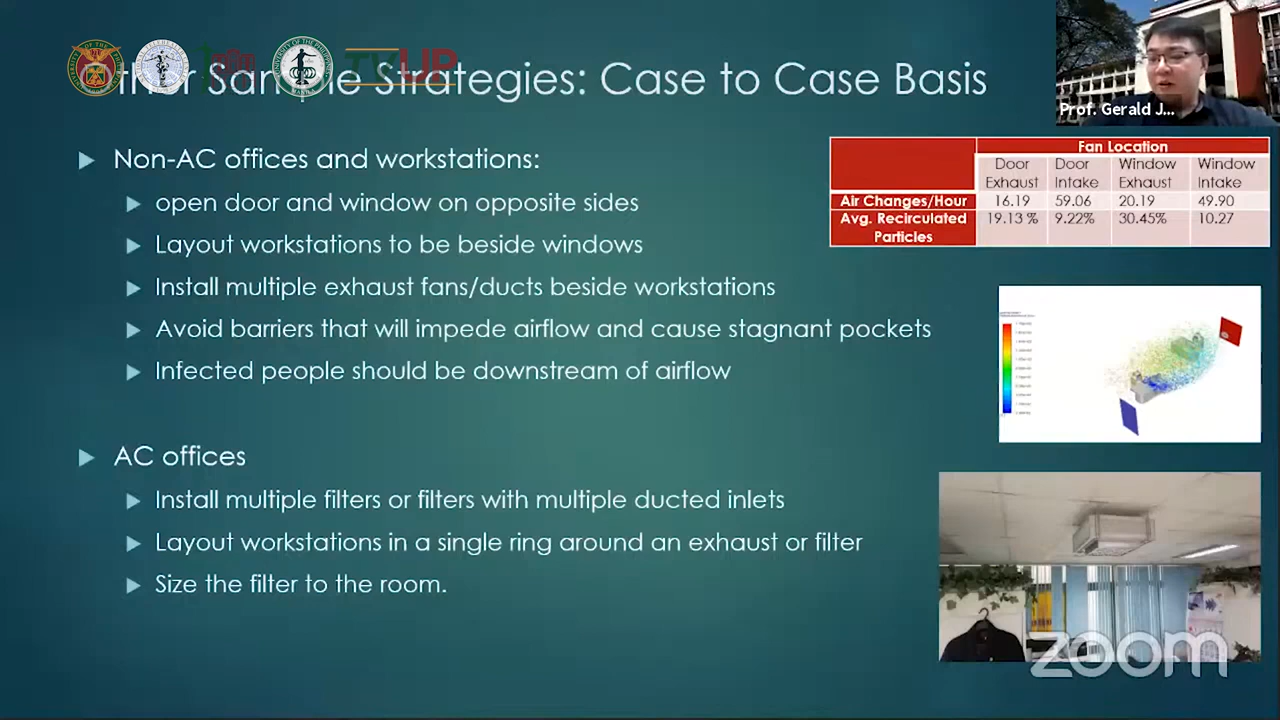 Other Sample Strategies: Case to Case Basis
TVUP
Prof. Gerald J...
Non-AC offices and workstations:
open door and window on opposite sides
Layout workstations to be beside windows
Install multiple exhaust fans/ducts beside workstations
Avoid barriers that will impede airflow and cause stagnant pockets
Infected people should be downstream of airflow
AC offices
Install multiple filters or filters with multiple ducted inlets
Layout workstations in a single ring around an exhaust or filter
Size the filter to the room.
Fan Location
Door Exhaust Door Intake Window Exhaust Window Intake
Air Changes/Hour 16.19 59.06 20.19 49.90
Avg. Recirculated Particles 19.13 % 9.22% 30.45% 10.27
zoom